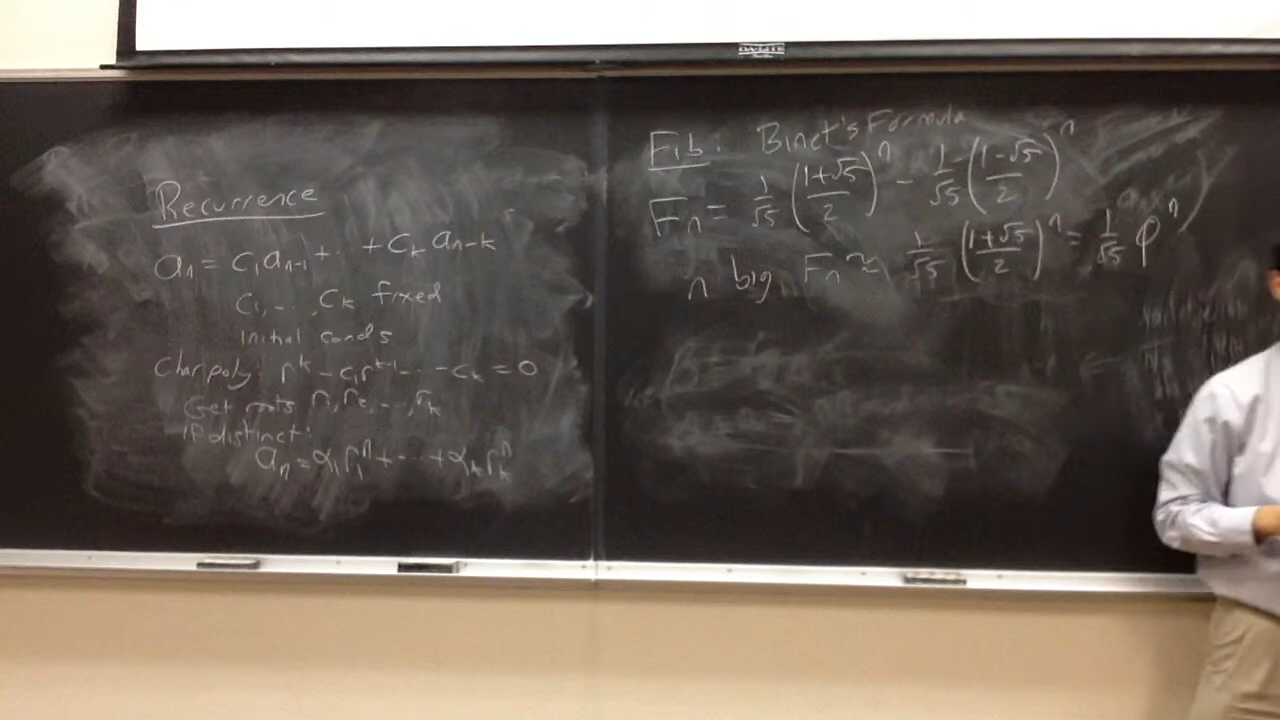 Recurrence
aₙ = c₁aₙ₋₁ + ⋯ + cₖaₙ₋ₖ
c₁, ..., cₖ fixed
initial conds
Char poly: rᵏ - c₁rᵏ⁻¹ - ⋯ - cₖ = 0
Get roots r₁, r₂, ..., rₖ
if distinct:
aₙ = α₁r₁ⁿ + ⋯ + αₖrₖⁿ
Fib: Binet's Formula
Fₙ = 1/√5 ((1+√5)/2)ⁿ - 1/√5 ((1-√5)/2)ⁿ
n big, Fₙ ≈ 1/√5 ((1+√5)/2)ⁿ = 1/√5 φⁿ